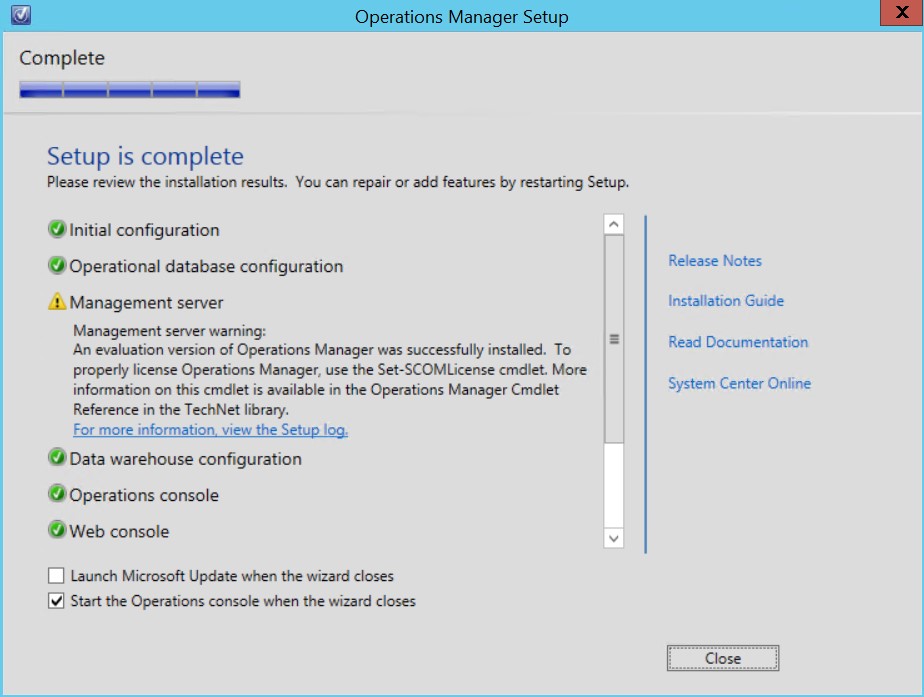 Operations Manager Setup
X
Complete
Setup is complete
Please review the installation results.  You can repair or add features by restarting Setup.
Initial configuration
Operational database configuration
Management server
Management server warning:
An evaluation version of Operations Manager was successfully installed.  To
properly license Operations Manager, use the Set-SCOMLicense cmdlet. More
information on this cmdlet is available in the Operations Manager Cmdlet
Reference in the TechNet library.
For more information, view the Setup log.
Data warehouse configuration
Operations console
Web console
Release Notes
Installation Guide
Read Documentation
System Center Online
Launch Microsoft Update when the wizard closes
Start the Operations console when the wizard closes
Close